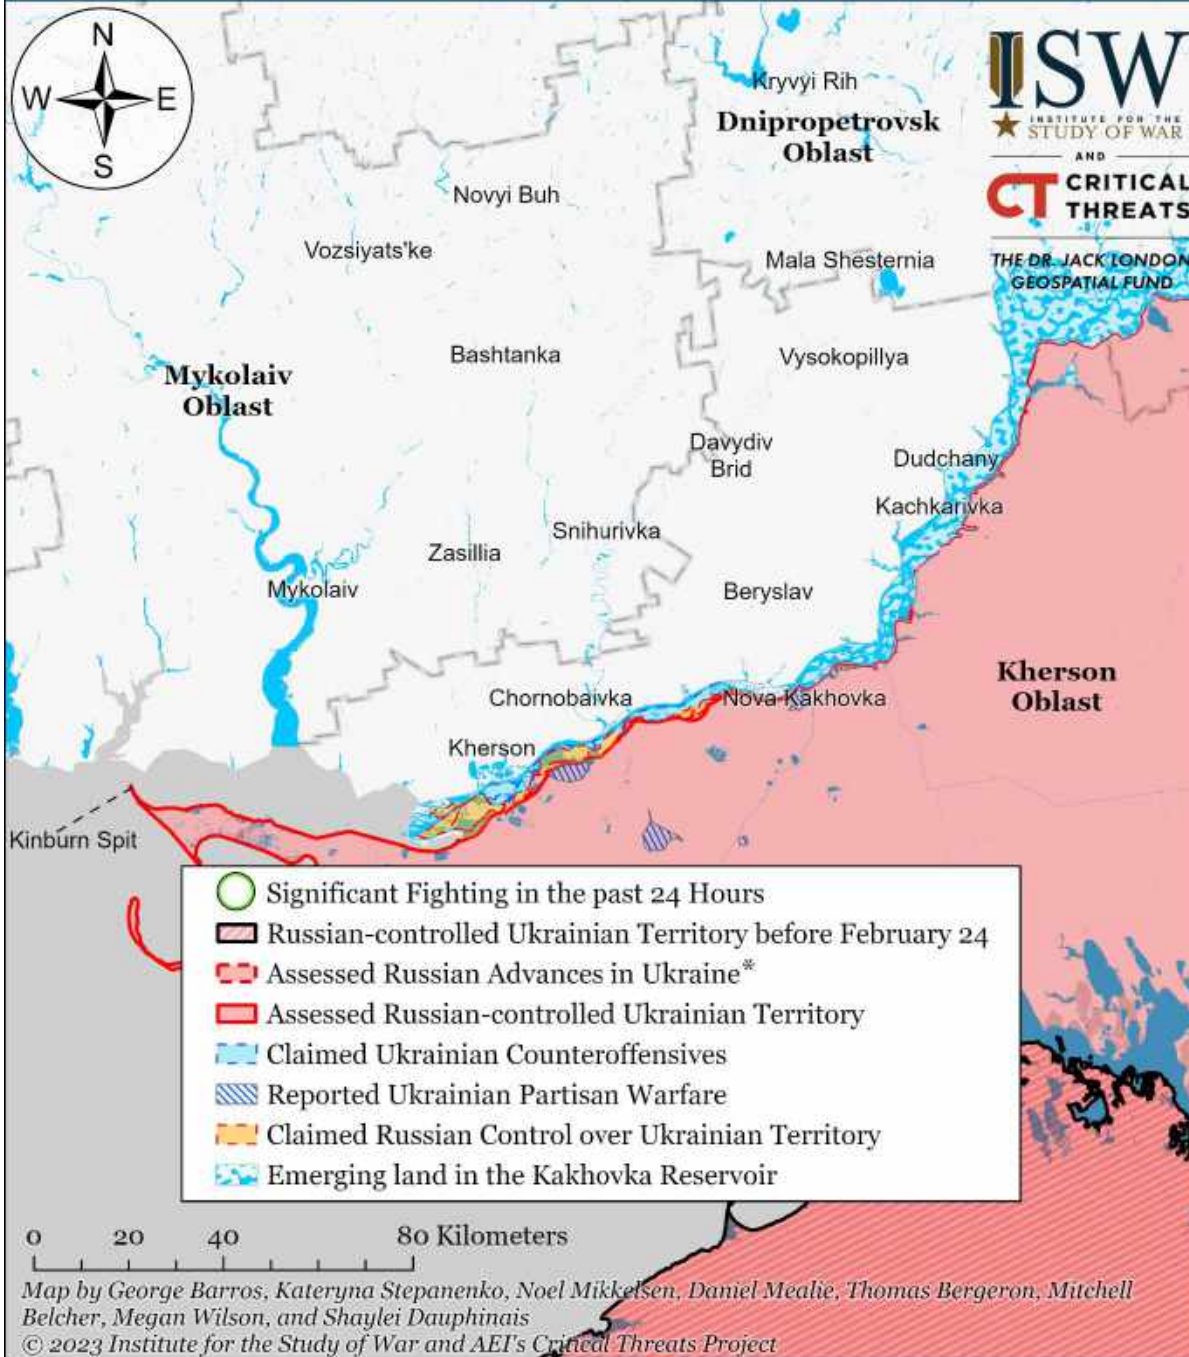 N
W
E
S
Kryvyi Rih
Dnipropetrovsk
Oblast
ISW
INSTITUTE FOR THE
STUDY OF WAR
AND
CT CRITICAL
THREATS
THE DR. JACK LONDON
GEOSPATIAL FUND
Novyi Buh
Vozsiyats'ke
Mala Shesternia
Bashtanka
Vysokopillya
Mykolaiv
Oblast
Davydiv
Brid
Dudchany
Kachkarivka
Snihurivka
Zasillia
Mykolaiv
Beryslav
Kherson
Oblast
Chornobaivka
Nova Kakhovka
Kherson
Kinburn Spit
Significant Fighting in the past 24 Hours
Russian-controlled Ukrainian Territory before February 24
Assessed Russian Advances in Ukraine*
Assessed Russian-controlled Ukrainian Territory
Claimed Ukrainian Counteroffensives
Reported Ukrainian Partisan Warfare
Claimed Russian Control over Ukrainian Territory
Emerging land in the Kakhovka Reservoir
0 20 40 80 Kilometers
Map by George Barros, Kateryna Stepanenko, Noel Mikkelsen, Daniel Mealie, Thomas Bergeron, Mitchell
Belcher, Megan Wilson, and Shaylei Dauphinais
© 2023 Institute for the Study of War and AEI's Critical Threats Project